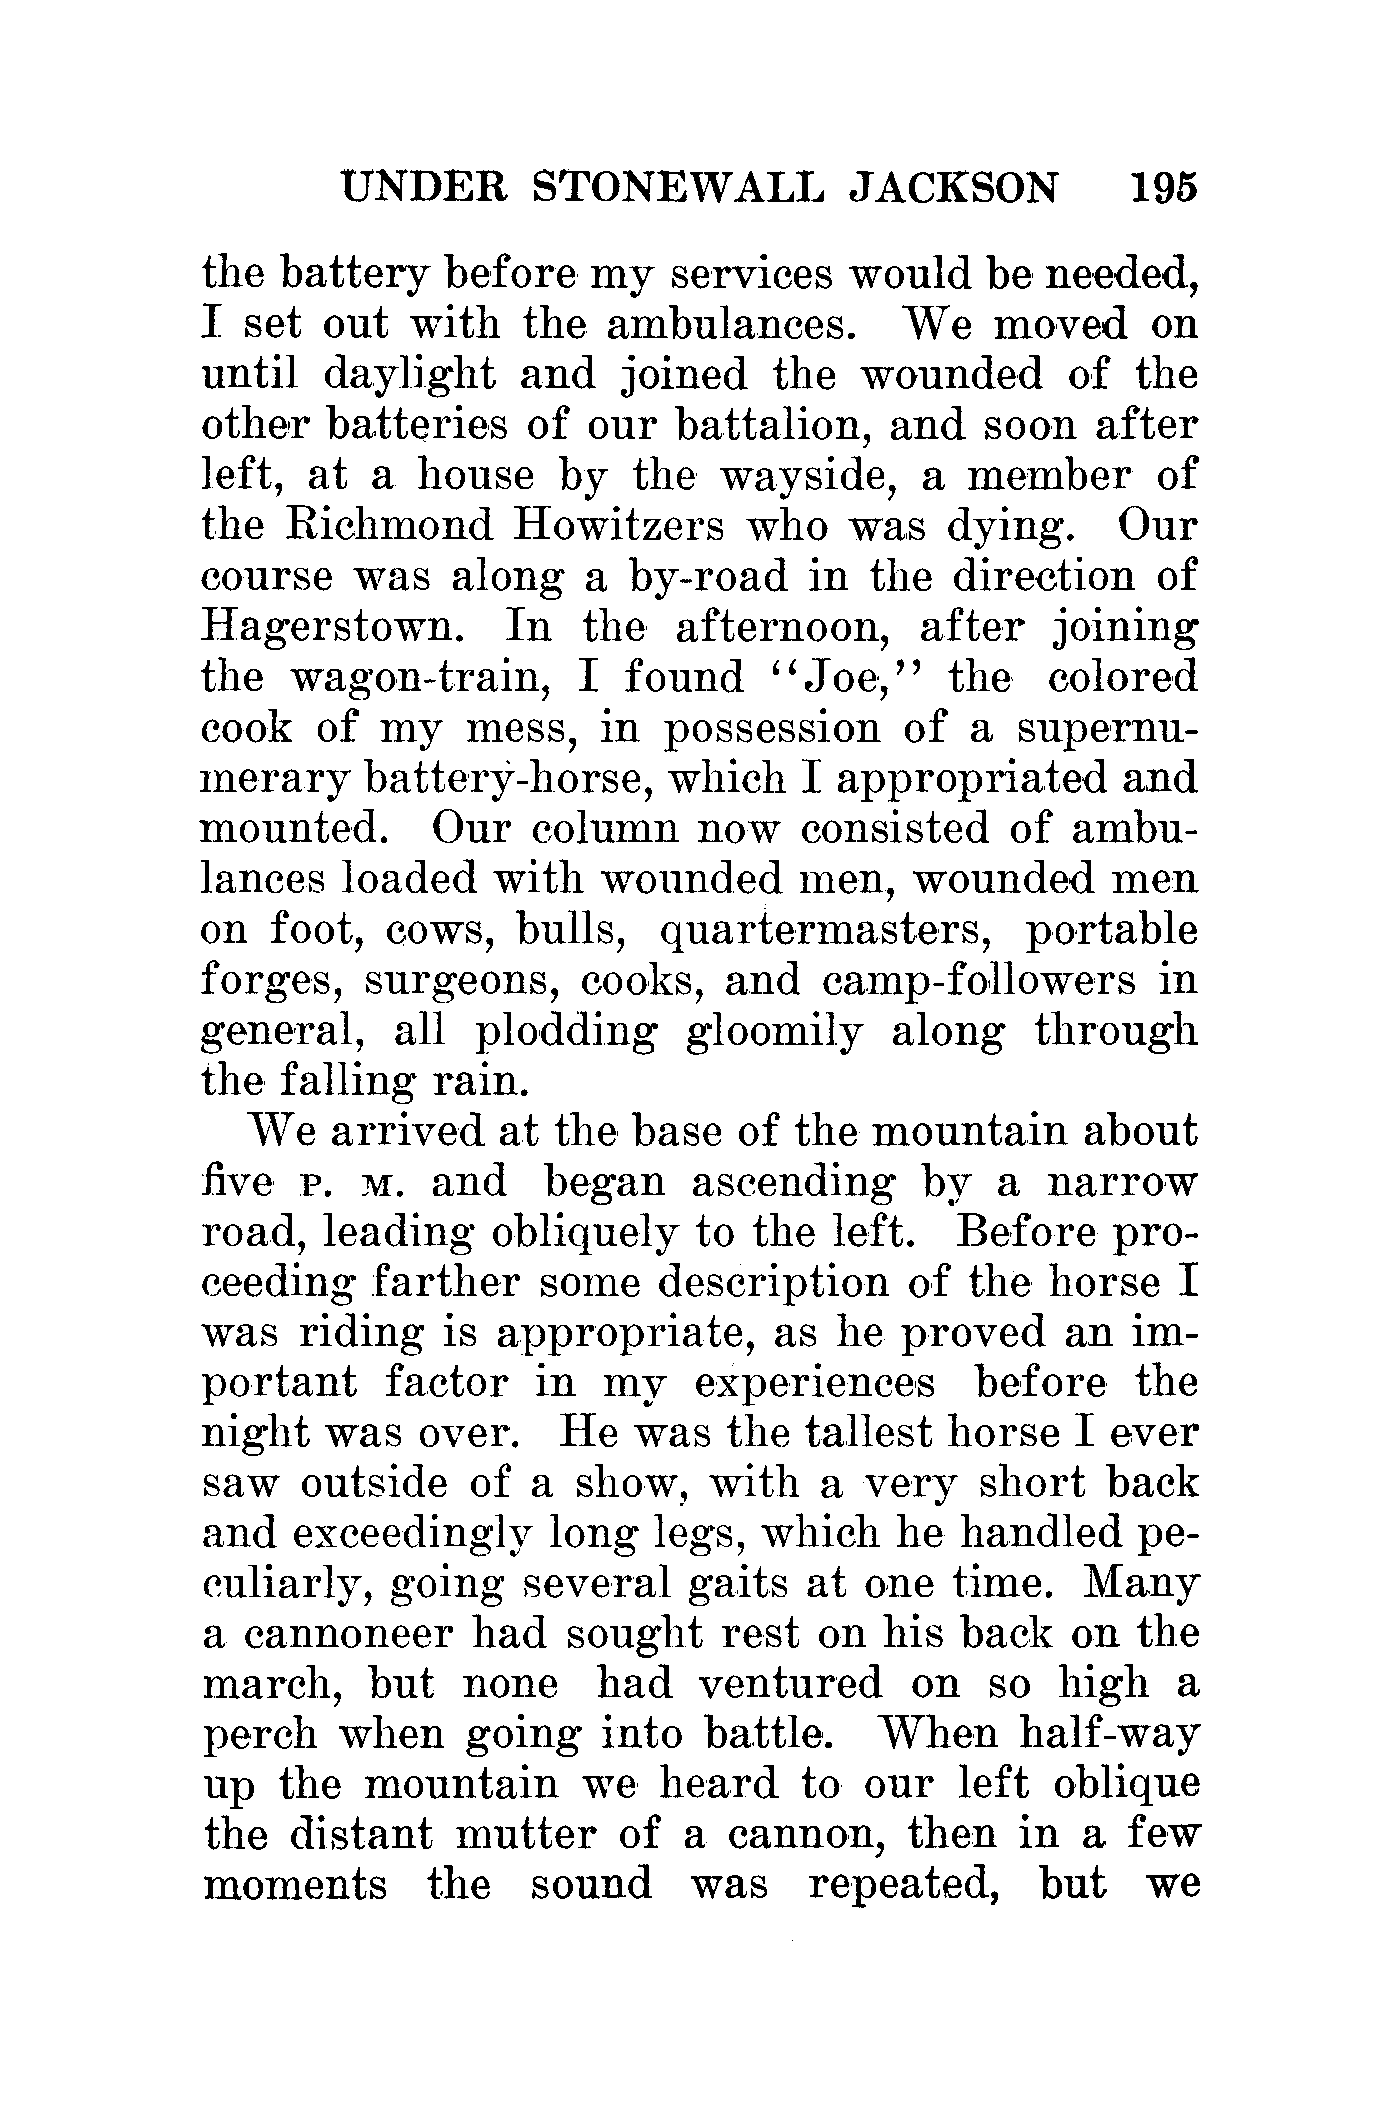 UNDER STONEWALL JACKSON 195
the battery before my services would be needed,
I set out with the ambulances. We moved on
until daylight and joined the wounded of the
other batteries of our battalion, and soon after
left, at a house by the wayside, a member of
the Richmond Howitzers who was dying. Our
course was along a by-road in the direction of
Hagerstown. In the afternoon, after joining
the wagon-train, I found “Joe,” the colored
cook of my mess, in possession of a supernu-
merary battery-horse, which I appropriated and
mounted. Our column now consisted of ambu-
lances loaded with wounded men, wounded men
on foot, cows, bulls, quartermasters, portable
forges, surgeons, cooks, and camp-followers in
general, all plodding gloomily along through
the falling rain.
We arrived at the base of the mountain about
five P. M. and began ascending by a narrow
road, leading obliquely to the left. Before pro-
ceeding farther some description of the horse I
was riding is appropriate, as he proved an im-
portant factor in my experiences before the
night was over. He was the tallest horse I ever
saw outside of a show, with a very short back
and exceedingly long legs, which he handled pe-
culiarly, going several gaits at one time. Many
a cannoneer had sought rest on his back on the
march, but none had ventured on so high a
perch when going into battle. When half-way
up the mountain we heard to our left oblique
the distant mutter of a cannon, then in a few
moments the sound was repeated, but we